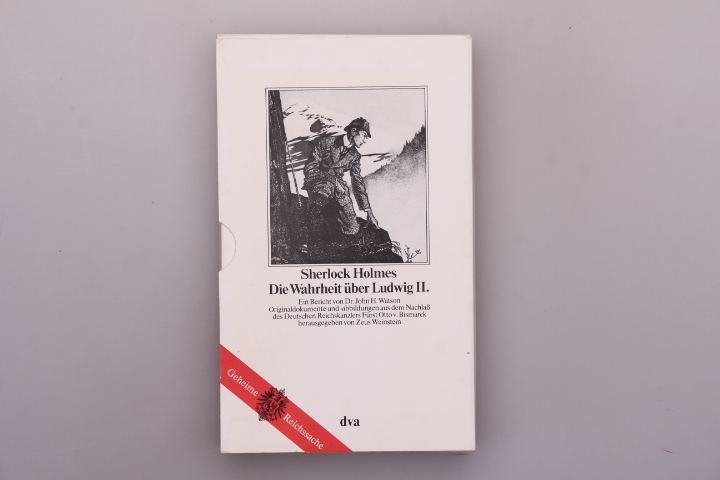 Sherlock Holmes
Die Wahrheit über Ludwig II.
Ein Bericht von Dr. John H. Watson
Originaldokumente und -abbildungen aus dem Nachlaß
des Deutschen Reichskanzlers Fürst Otto v. Bismarck
herausgegeben von Zeus Weinstein
Geheime
Reichssache
dva